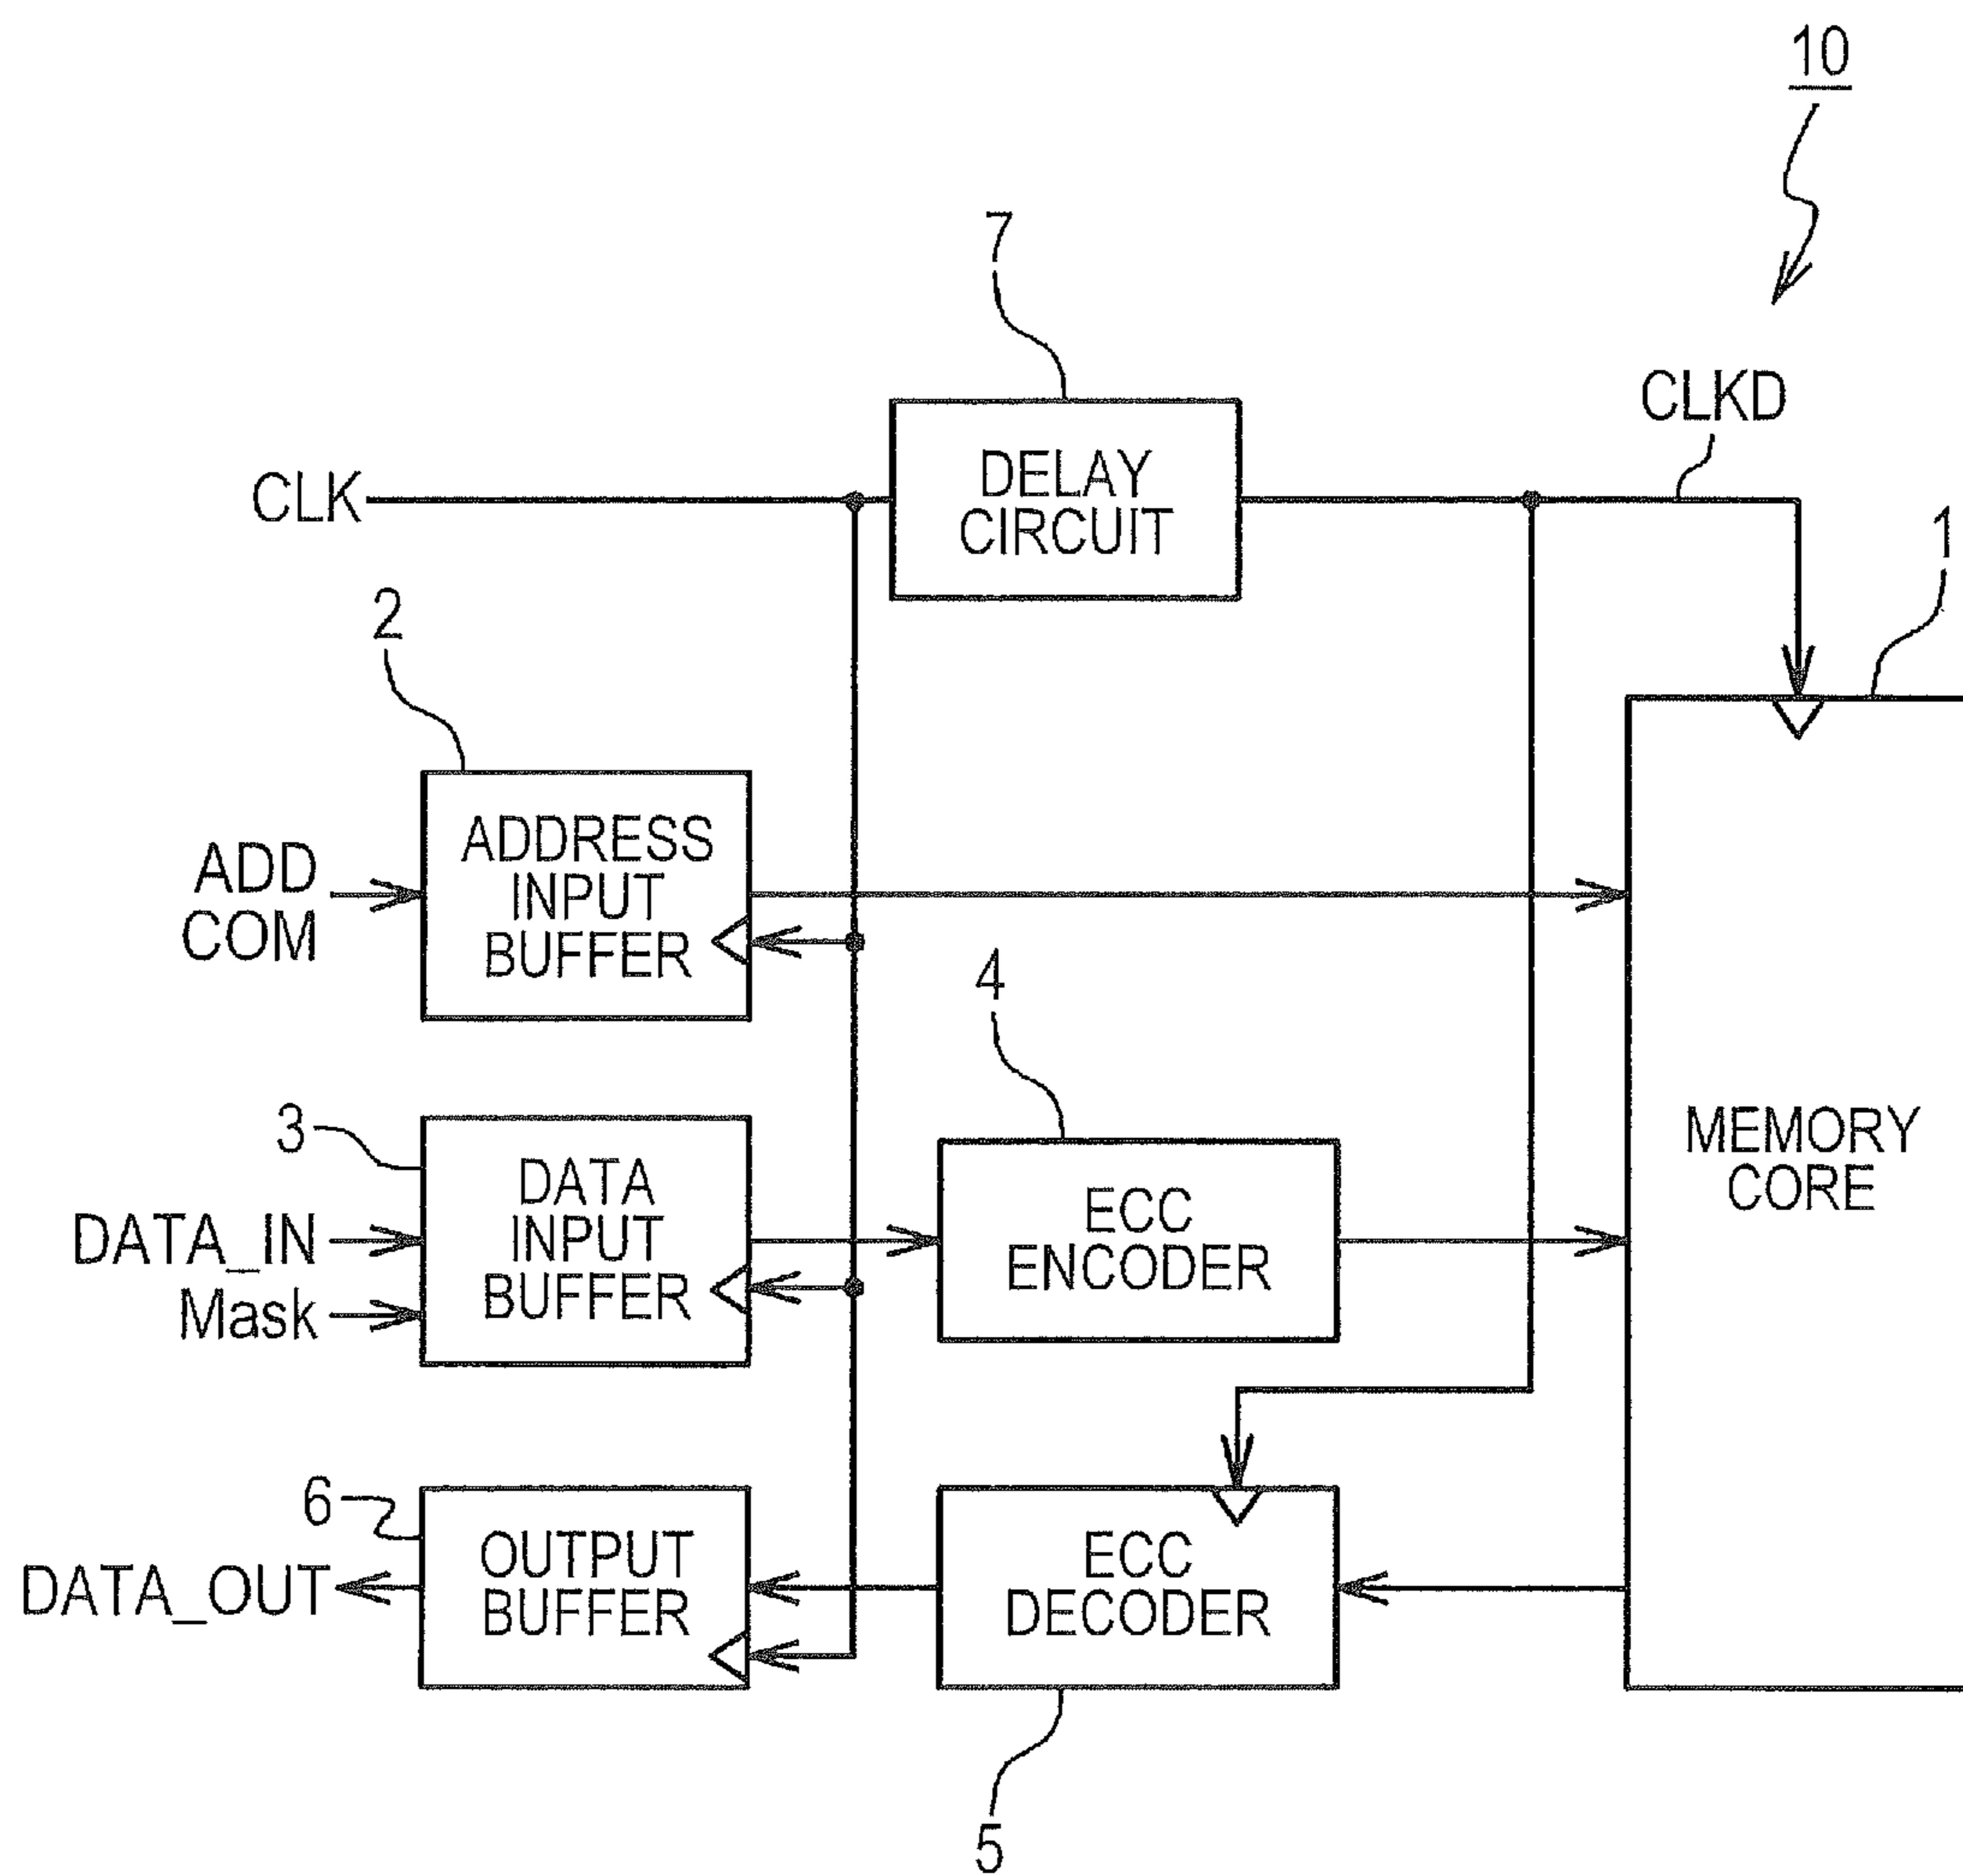 10
7
CLKD
CLK
DELAY
CIRCUIT
1
2
ADD
COM
ADDRESS
INPUT
BUFFER
4
3
DATA_IN
Mask
DATA
INPUT
BUFFER
ECC
ENCODER
MEMORY
CORE
6
DATA_OUT
OUTPUT
BUFFER
ECC
DECODER
5